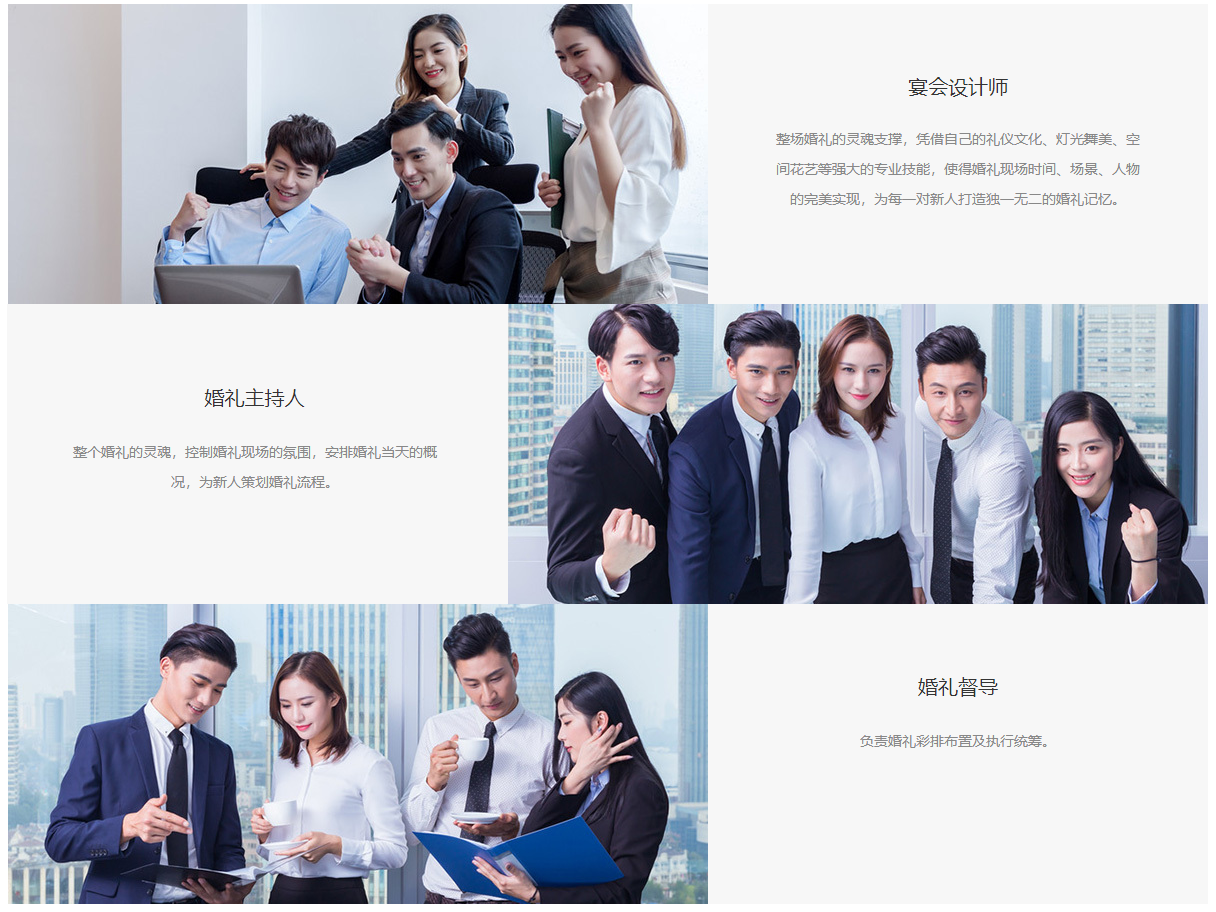 宴会设计师
整场婚礼的灵魂支撑，凭借自己的礼仪文化、灯光舞美、空
间花艺等强大的专业技能，使得婚礼现场时间、场景、人物
的完美实现，为每一对新人打造独一无二的婚礼记忆。
婚礼主持人
整个婚礼的灵魂，控制婚礼现场的氛围，安排婚礼当天的概
况，为新人策划婚礼流程。
婚礼督导
负责婚礼彩排布置及执行统筹。